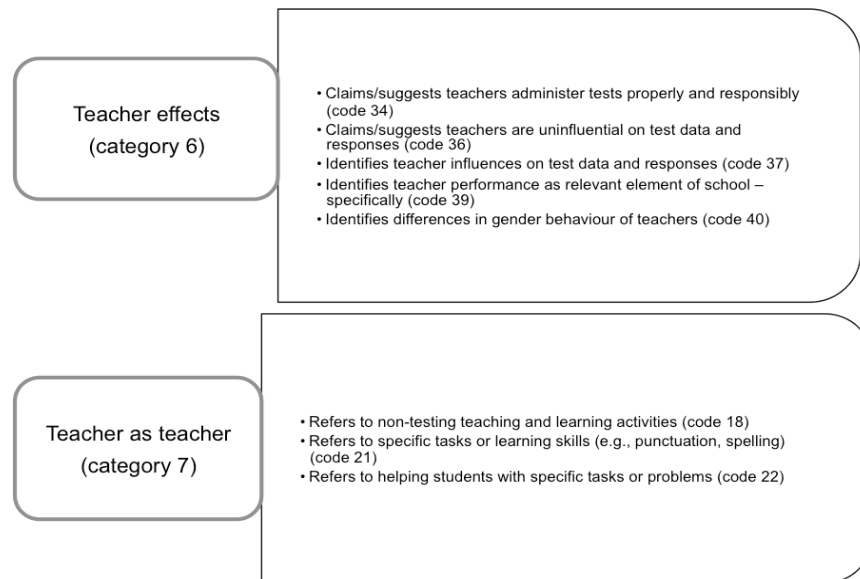 Teacher effects
(category 6)
• Claims/suggests teachers administer tests properly and responsibly
(code 34)
• Claims/suggests teachers are uninfluential on test data and
responses (code 36)
• Identifies teacher influences on test data and responses (code 37)
• Identifies teacher performance as relevant element of school –
specifically (code 39)
• Identifies differences in gender behaviour of teachers (code 40)
Teacher as teacher
(category 7)
• Refers to non-testing teaching and learning activities (code 18)
• Refers to specific tasks or learning skills (e.g., punctuation, spelling)
(code 21)
• Refers to helping students with specific tasks or problems (code 22)